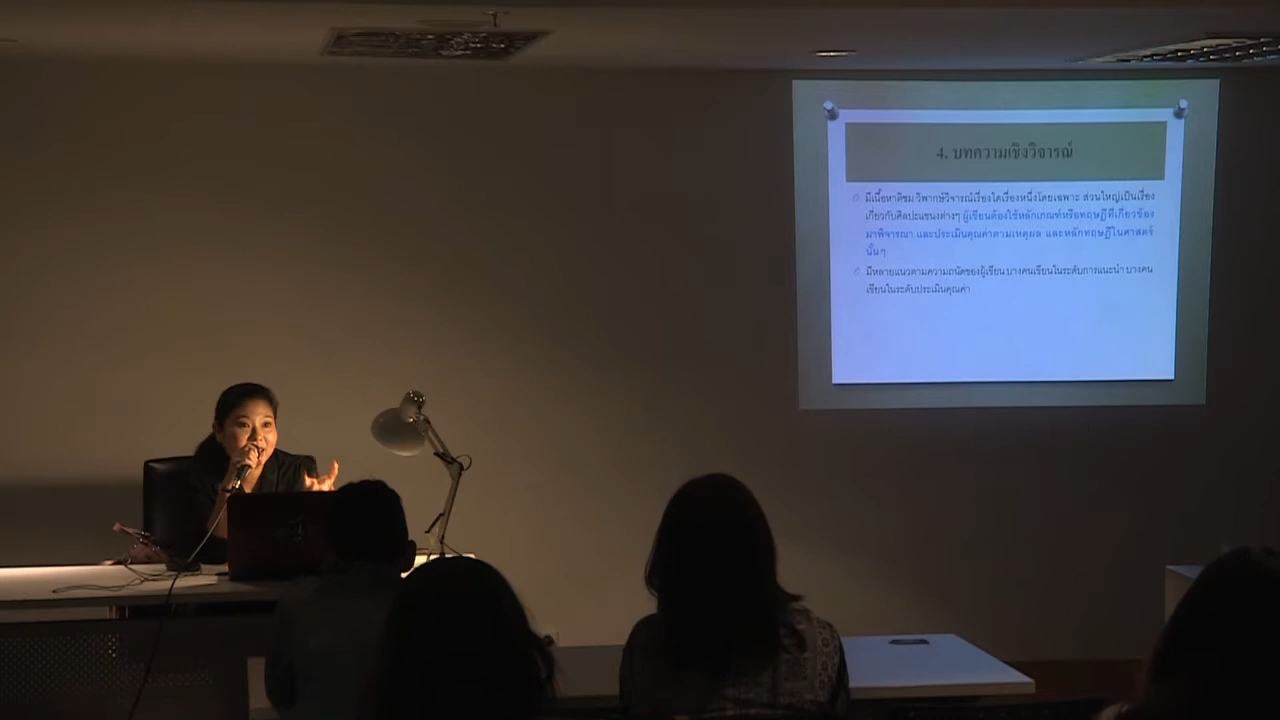 4. บทความเชิงวิจารณ์
มีเนื้อหาติชม วิพากษ์วิจารณ์เรื่องใดเรื่องหนึ่งโดยเฉพาะ ส่วนใหญ่เป็นเรื่อง
เกี่ยวกับศิลปะแขนงต่างๆ ผู้เขียนต้องใช้หลักเกณฑ์หรือทฤษฎีที่เกี่ยวข้อง
มาพิจารณา และประเมินคุณค่าตามเหตุผล และหลักทฤษฎีในศาสตร์
นั้นๆ
มีหลายแนวตามความถนัดของผู้เขียน บางคนเขียนในระดับการแนะนำ บางคน
เขียนในระดับประเมินคุณค่า